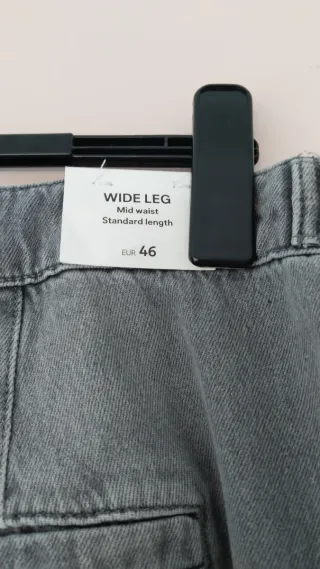 WIDE LEG
Mid waist
Standard length
EUR 46